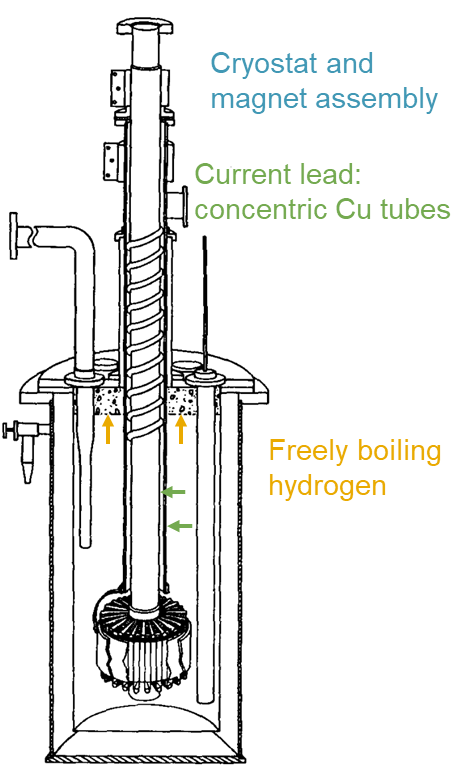 Cryostat and
magnet assembly
Current lead:
concentric Cu tubes
Freely boiling
hydrogen